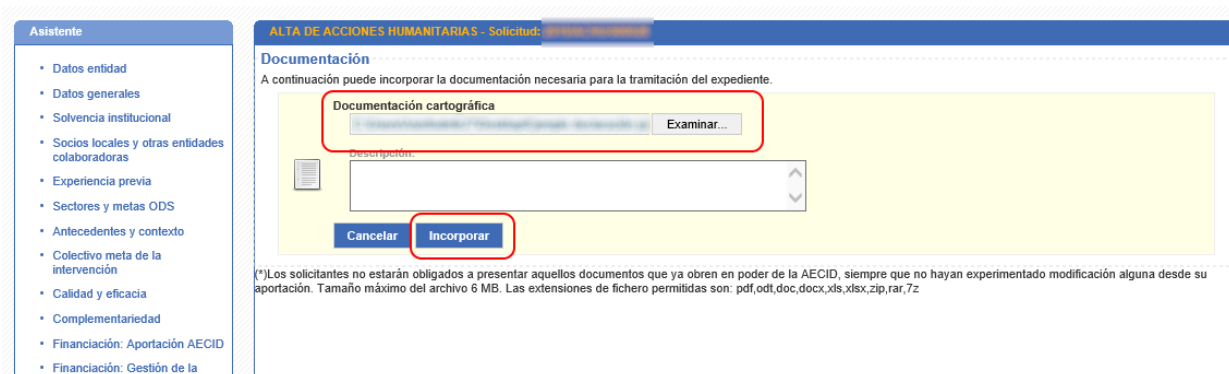 Asistente
Datos entidad
Datos generales
Solvencia institucional
Socios locales y otras entidades
colaboradoras
Experiencia previa
Sectores y metas ODS
Antecedentes y contexto
Colectivo meta de la
intervención
Calidad y eficacia
Complementariedad
Financiación: Aportación AECID
Financiación: Gestión de la
ALTA DE ACCIONES HUMANITARIAS - Solicitud:
Documentación
A continuación puede incorporar la documentación necesaria para la tramitación del expediente.
Documentación cartográfica
Examinar...
Descripción:
Cancelar Incorporar
(*)Los solicitantes no estarán obligados a presentar aquellos documentos que ya obren en poder de la AECID, siempre que no hayan experimentado modificación alguna desde su
aportación. Tamaño máximo del archivo 6 MB. Las extensiones de fichero permitidas son: pdf,odt,doc,docx,xls,xlsx,zip,rar,7z